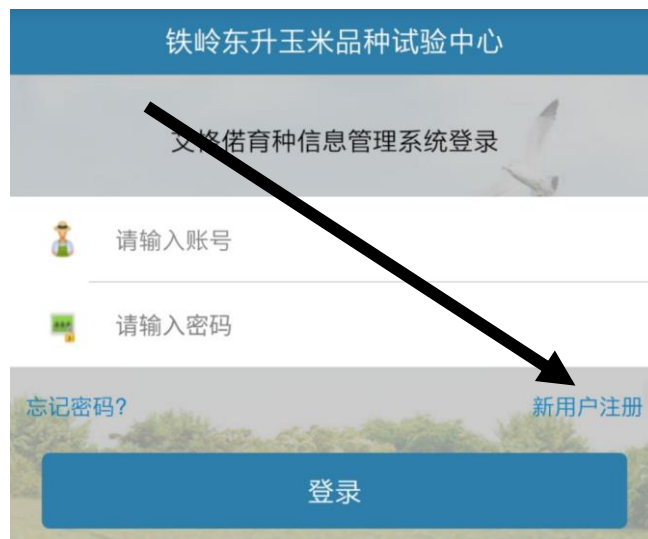 铁岭东升玉米品种试验中心
艾格偌育种信息管理系统登录
请输入账号
请输入密码
忘记密码? 新用户注册
登录